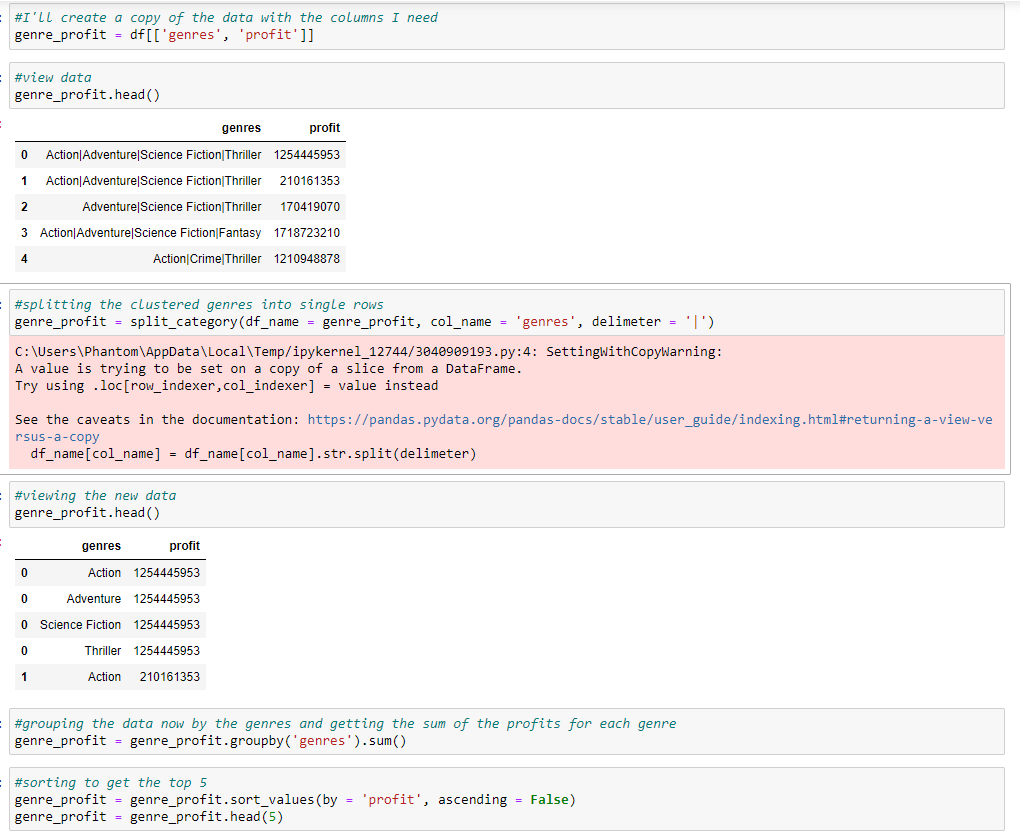 #I'll create a copy of the data with the columns I need
genre_profit = df[['genres', 'profit']]
#view data
genre_profit.head()
genres profit
0 Action|Adventure|Science Fiction|Thriller 1254445953
1 Action|Adventure|Science Fiction|Thriller 210161353
2 Adventure|Science Fiction|Thriller 170419070
3 Action|Adventure|Science Fiction|Fantasy 1718723210
4 Action|Crime|Thriller 1210948878
#splitting the clustered genres into single rows
genre_profit = split_category(df_name = genre_profit, col_name = 'genres', delimeter = '|')
C:\Users\Phantom\AppData\Local\Temp/ipykernel_12744/3040909193.py:4: SettingWithCopyWarning:
A value is trying to be set on a copy of a slice from a DataFrame.
Try using .loc[row_indexer,col_indexer] = value instead
See the caveats in the documentation: https://pandas.pydata.org/pandas-docs/stable/user_guide/indexing.html#returning-a-view-ve
rsus-a-copy
df_name[col_name] = df_name[col_name].str.split(delimeter)
#viewing the new data
genre_profit.head()
genres profit
0 Action 1254445953
0 Adventure 1254445953
0 Science Fiction 1254445953
0 Thriller 1254445953
1 Action 210161353
#grouping the data now by the genres and getting the sum of the profits for each genre
genre_profit = genre_profit.groupby('genres').sum()
#sorting to get the top 5
genre_profit = genre_profit.sort_values(by = 'profit', ascending = False)
genre_profit = genre_profit.head(5)